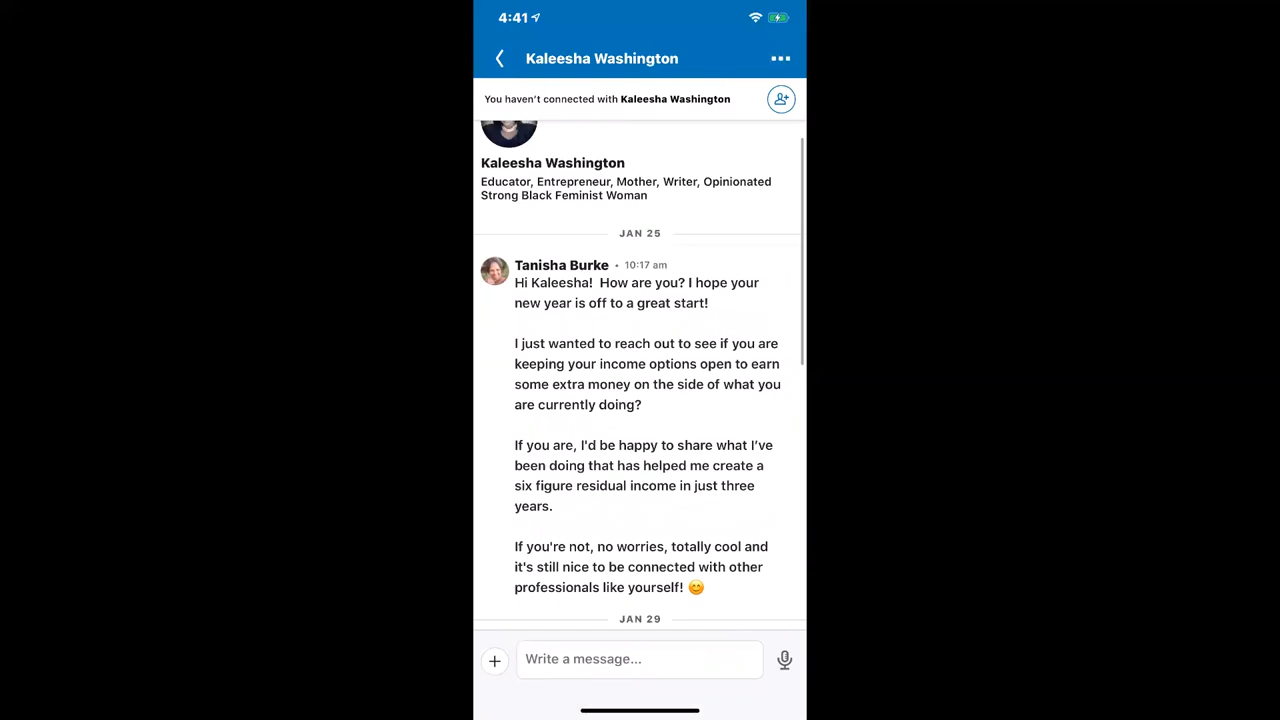 4:41
Kaleesha Washington
You haven't connected with Kaleesha Washington
Kaleesha Washington
Educator, Entrepreneur, Mother, Writer, Opinionated
Strong Black Feminist Woman
JAN 25
Tanisha Burke • 10:17 am
Hi Kaleesha! How are you? I hope your
new year is off to a great start!
I just wanted to reach out to see if you are
keeping your income options open to earn
some extra money on the side of what you
are currently doing?
If you are, I'd be happy to share what I've
been doing that has helped me create a
six figure residual income in just three
years.
If you're not, no worries, totally cool and
it's still nice to be connected with other
professionals like yourself! 😊
JAN 29
Write a message...